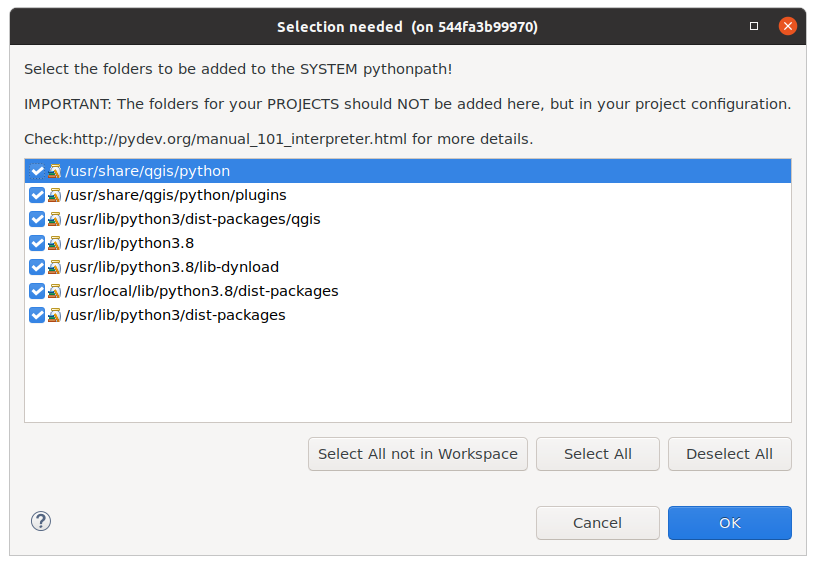 Selection needed  (on 544fa3b99970)
Select the folders to be added to the SYSTEM pythonpath!
IMPORTANT: The folders for your PROJECTS should NOT be added here, but in your project configuration.
Check:http://pydev.org/manual_101_interpreter.html for more details.
/usr/share/qgis/python
/usr/share/qgis/python/plugins
/usr/lib/python3/dist-packages/qgis
/usr/lib/python3.8
/usr/lib/python3.8/lib-dynload
/usr/local/lib/python3.8/dist-packages
/usr/lib/python3/dist-packages
Select All not in Workspace
Select All
Deselect All
?
Cancel
OK